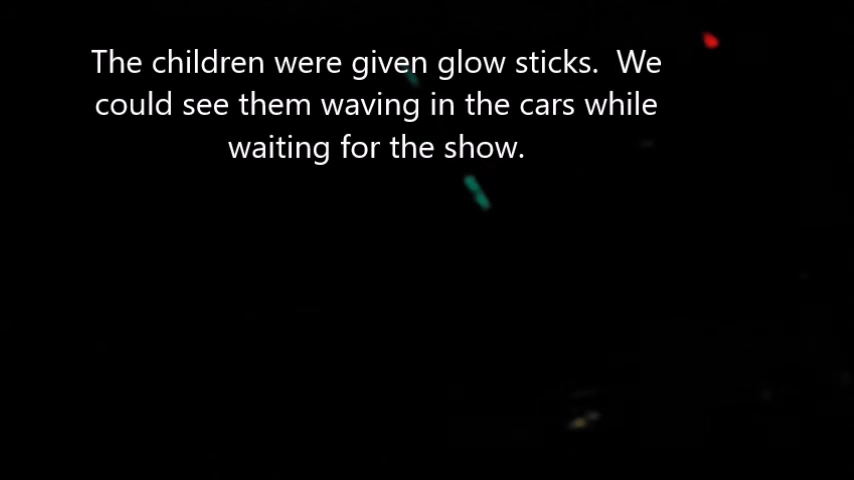 The children were given glow sticks.  We
could see them waving in the cars while
waiting for the show.